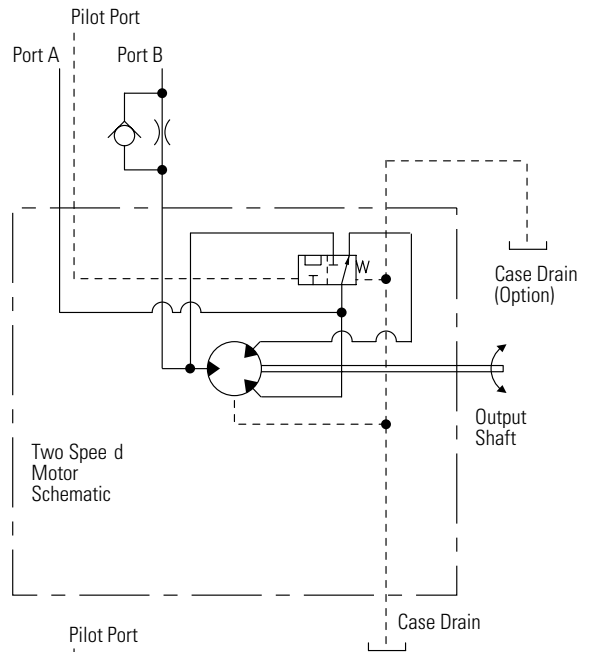 Pilot Port
Port A
Port B
Case Drain
(Option)
Output
Shaft
Two Spee d
Motor
Schematic
Case Drain
Pilot Port